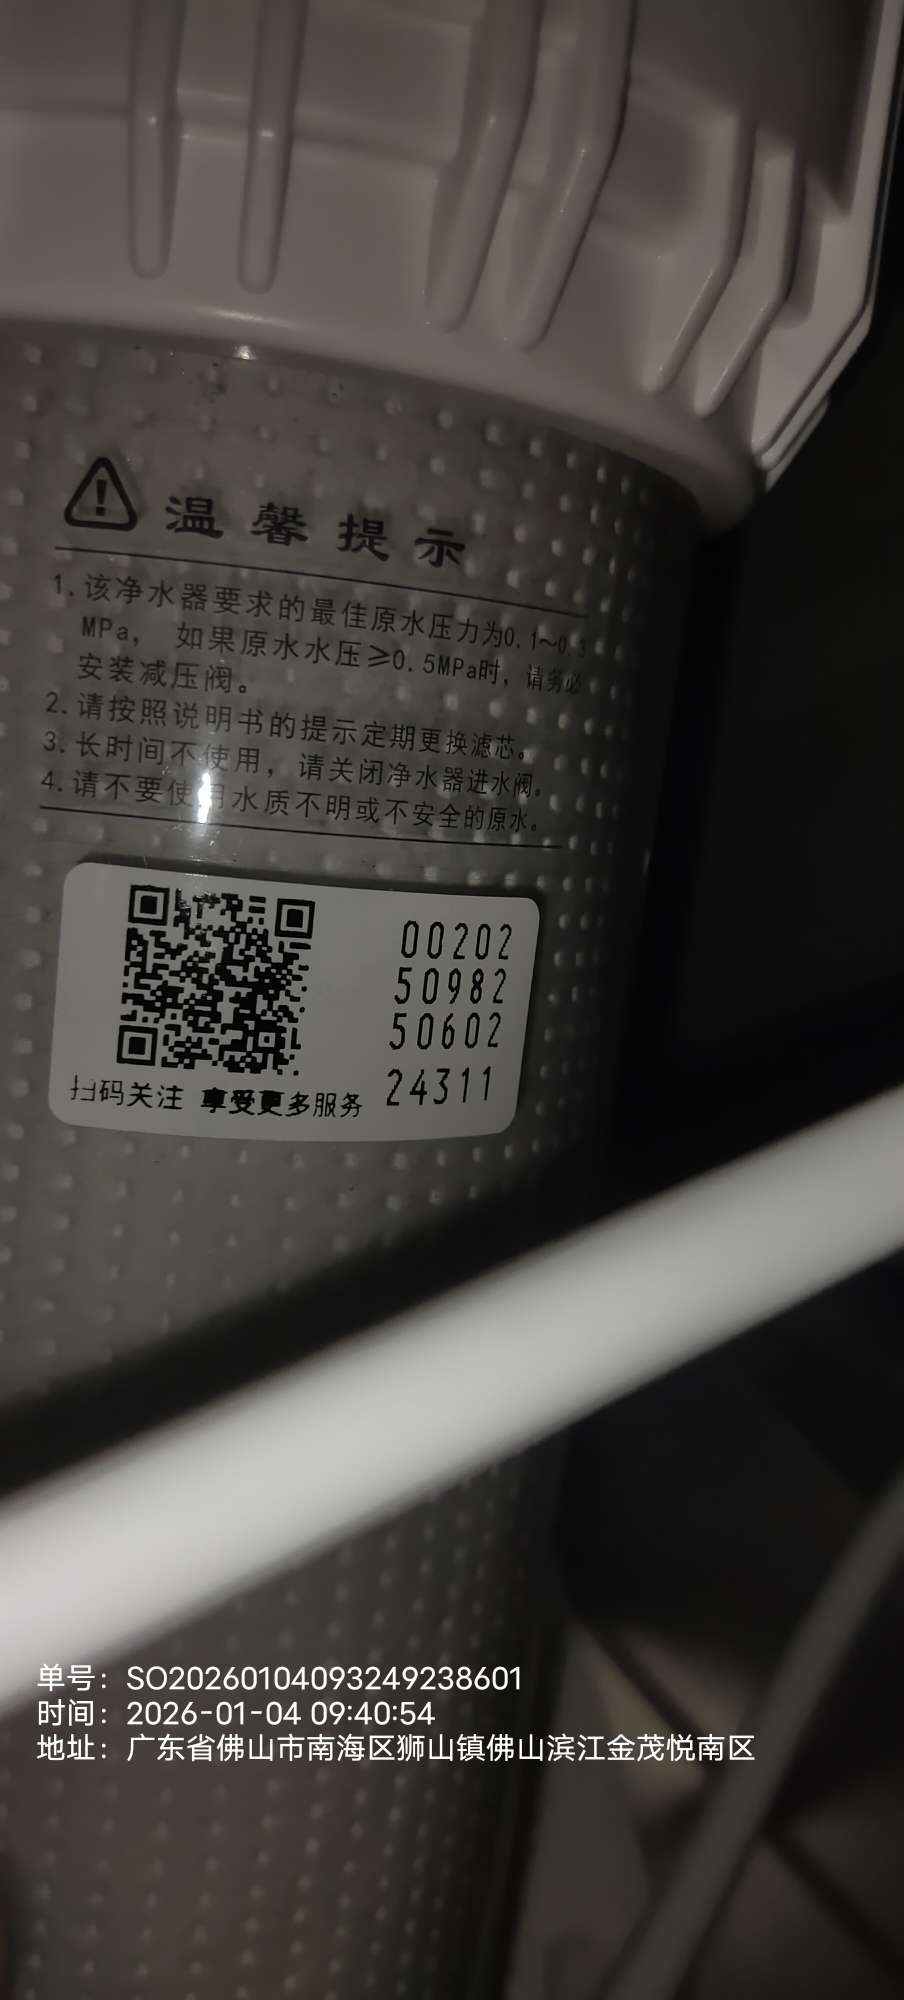 温馨提示
1.该净水器要求的最佳原水压力为0.1～0.3
MPa，如果原水水压≥0.5MPa时，请务必
安装减压阀。
2.请按照说明书的提示定期更换滤芯。
3.长时间不使用，请关闭净水器进水阀。
4.请不要使用水质不明或不安全的原水。
00202
50982
50602
24311
扫码关注 享受更多服务
单号：SO20260104093249238601
时间：2026-01-04 09:40:54
地址：广东省佛山市南海区狮山镇佛山滨江金茂悦南区